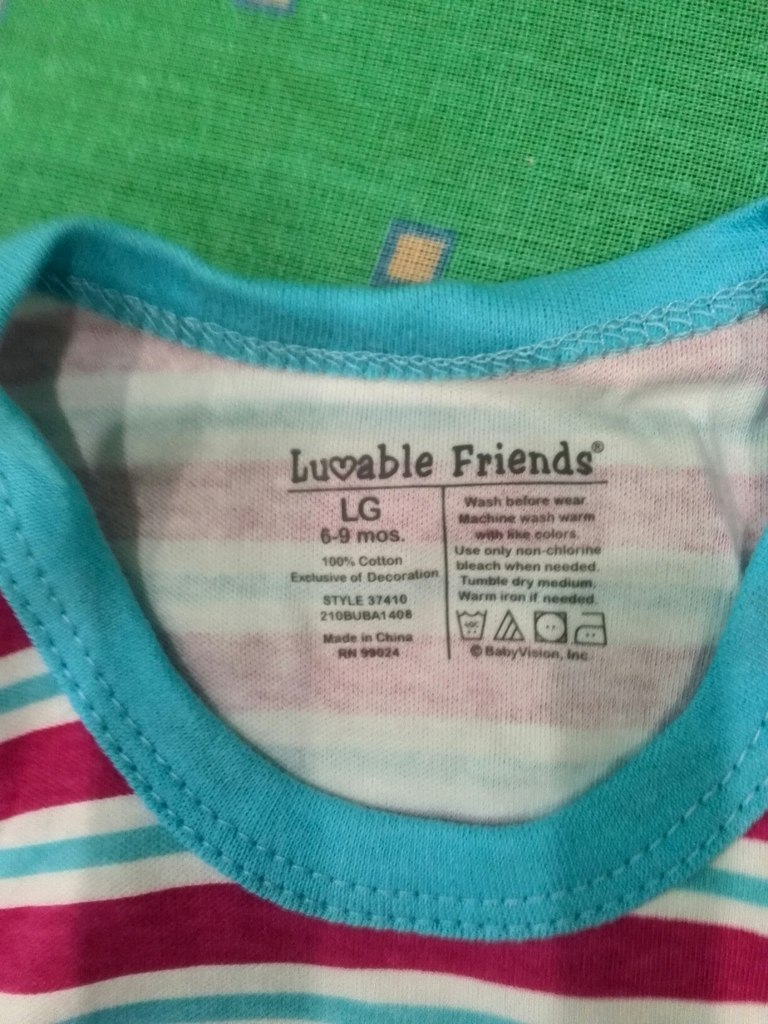 Luvable Friends®
LG
6-9 mos.
100% Cotton
Exclusive of Decoration
STYLE 37410
210BUBA1408
Made in China
RN 99024
Wash before wear.
Machine wash warm
with like colors.
Use only non-chlorine
bleach when needed.
Tumble dry medium,
Warm iron if needed.
©BabyVision, Inc.